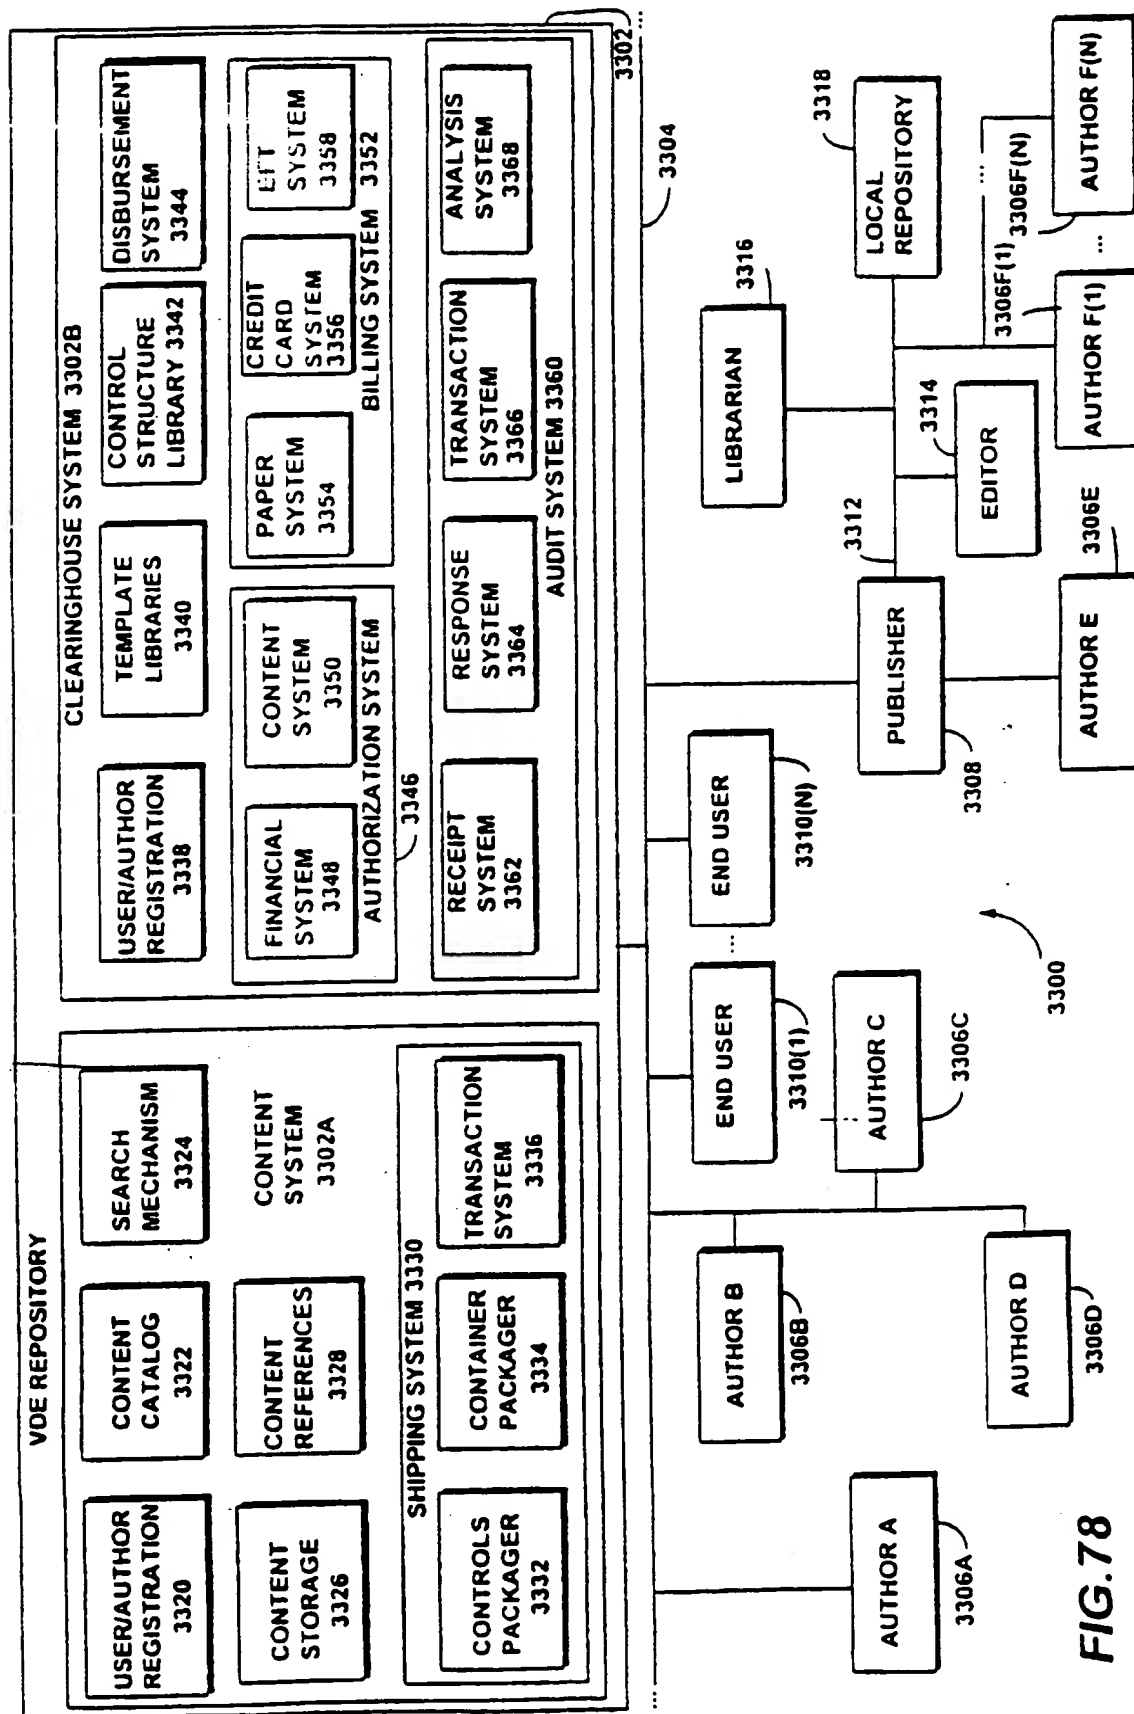 VDE REPOSITORY
USER/AUTHOR
REGISTRATION
3320
CONTENT
CATALOG
3322
SEARCH
MECHANISM
3324
CONTENT
STORAGE
3326
CONTENT
REFERENCES
3328
CONTENT
SYSTEM
3302A
SHIPPING SYSTEM 3330
CONTROLS
PACKAGER
3332
CONTAINER
PACKAGER
3334
TRANSACTION
SYSTEM
3336
CLEARINGHOUSE SYSTEM 3302B
USER/AUTHOR
REGISTRATION
3338
TEMPLATE
LIBRARIES
3340
CONTROL
STRUCTURE
LIBRARY 3342
DISBURSEMENT
SYSTEM
3344
FINANCIAL
SYSTEM
3348
CONTENT
SYSTEM
3350
AUTHORIZATION SYSTEM
3346
PAPER
SYSTEM
3354
CREDIT
CARD
SYSTEM
3356
EFT
SYSTEM
3358
BILLING SYSTEM 3352
RECEIPT
SYSTEM
3362
RESPONSE
SYSTEM
3364
TRANSACTION
SYSTEM
3366
ANALYSIS
SYSTEM
3368
AUDIT SYSTEM 3360
3302
...
...
3304
AUTHOR A
3306A
AUTHOR B
3306B
AUTHOR C
3306C
AUTHOR D
3306D
END USER
3310(1)
...
END USER
3310(N)
3300
PUBLISHER
3308
3312
AUTHOR E
3306E
EDITOR
3314
LIBRARIAN
3316
LOCAL
REPOSITORY
3318
AUTHOR F(1)
3306F(1)
...
...
AUTHOR F(N)
3306F(N)
FIG.78